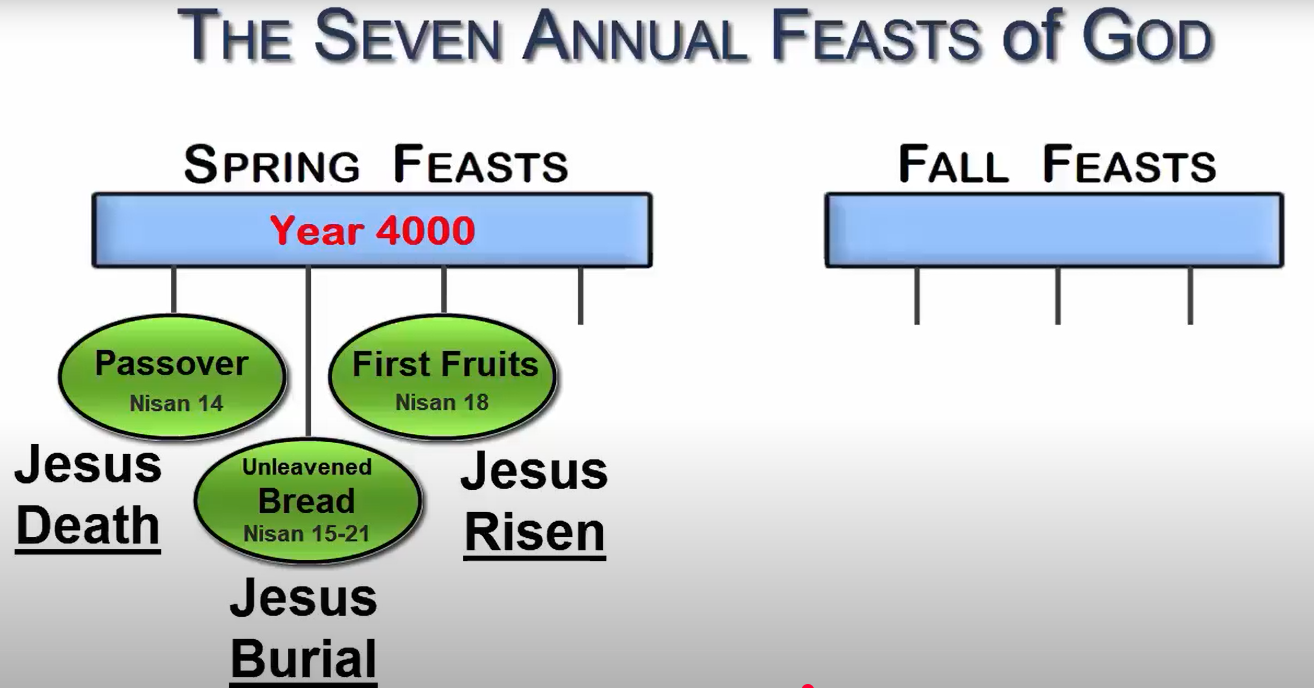 THE SEVEN ANNUAL FEASTS of GOD
SPRING FEASTS
FALL FEASTS
Year 4000
Passover
Nisan 14
First Fruits
Nisan 18
Jesus
Death
Unleavened
Bread
Nisan 15-21
Jesus
Risen
Jesus
Burial